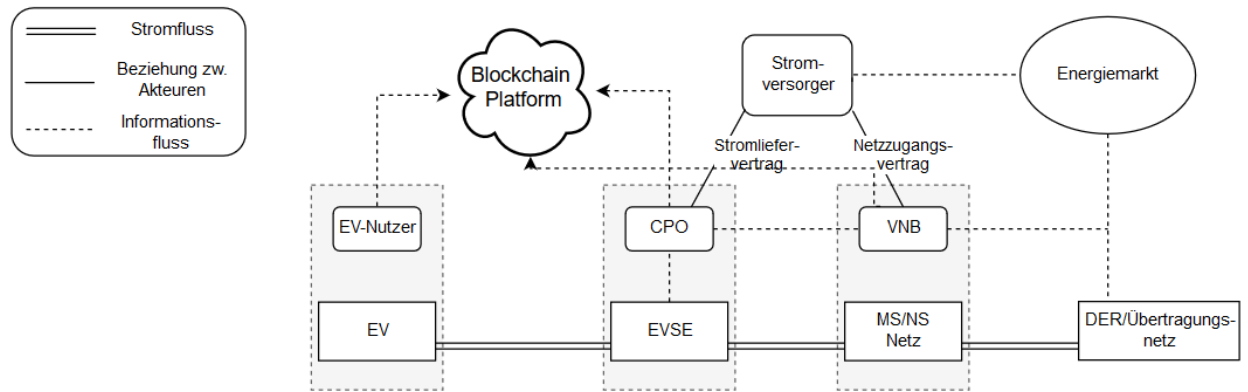 Stromfluss
Beziehung zw.
Akteuren
Informations-
fluss
Blockchain
Platform
Strom-
versorger
Energiemarkt
Stromliefer-
vertrag
Netzzugangs-
vertrag
EV-Nutzer
CPO
VNB
EV
EVSE
MS/NS
Netz
DER/Übertragungs-
netz